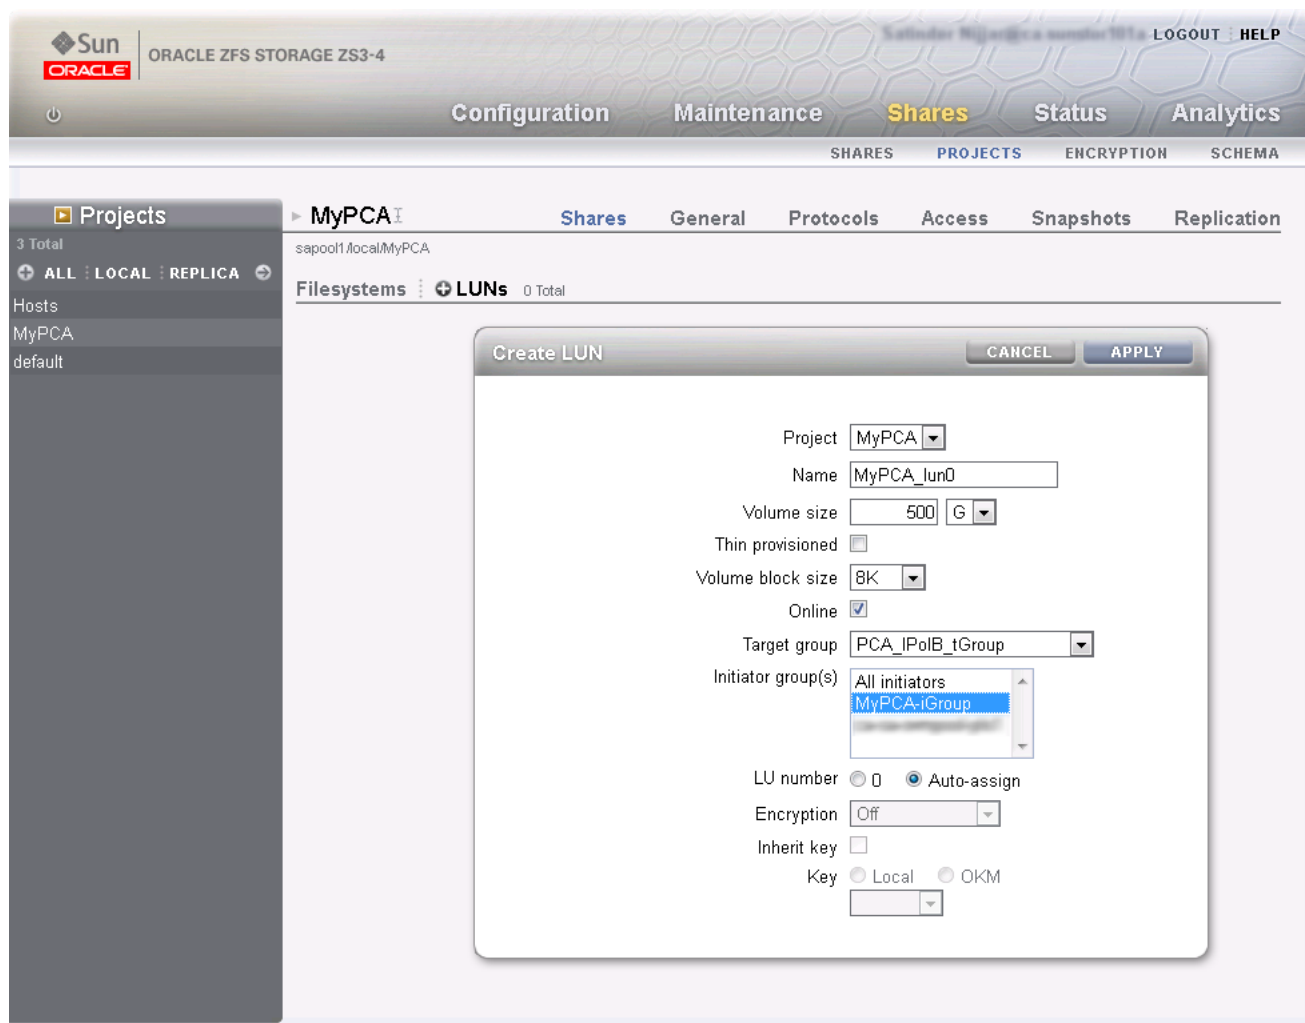 Sun
ORACLE
ORACLE ZFS STORAGE ZS3-4
LOGOUT HELP
Configuration Maintenance Shares Status Analytics
SHARES PROJECTS ENCRYPTION SCHEMA
Projects
3 Total
ALL LOCAL REPLICA
Hosts
MyPCA
default
MyPCA Shares General Protocols Access Snapshots Replication
sapool1/local/MyPCA
Filesystems LUNs 0 Total
Create LUN CANCEL APPLY
Project MyPCA
Name MyPCA_lun0
Volume size 500 G
Thin provisioned
Volume block size 8K
Online
Target group PCA_IPoIB_tGroup
Initiator group(s) All initiators
MyPCA-iGroup
LU number 0 Auto-assign
Encryption Off
Inherit key
Key Local OKM